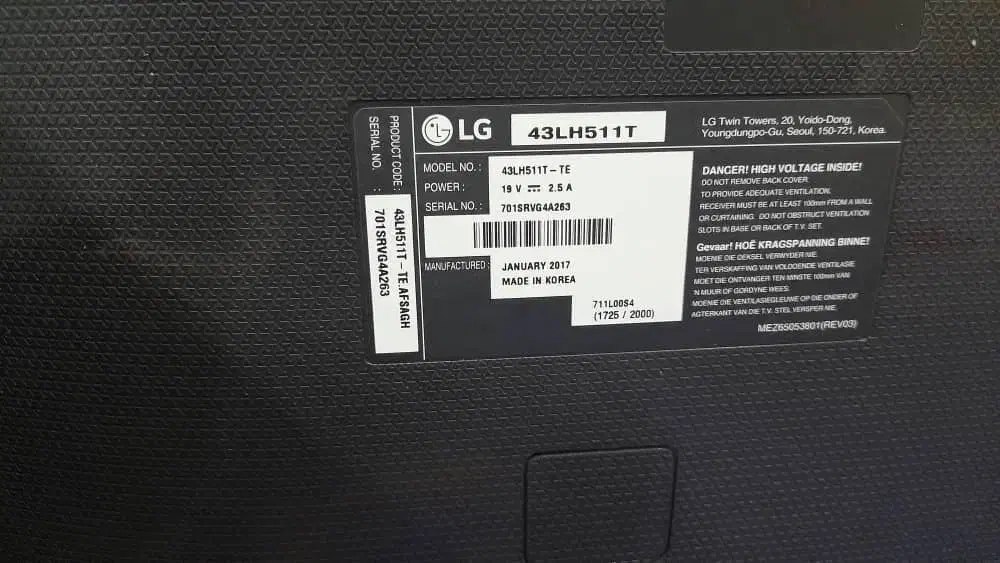 LG 43LH511T
LG Twin Towers, 20, Yoido-Dong,
Youngdungpo-Gu, Seoul, 150-721, Korea.
PRODUCT CODE : 43LH511T-TE.AFSAGH
SERIAL NO. : 701SRVG4A263
MODEL NO. : 43LH511T-TE
POWER : 19 V ⎓ 2.5 A
SERIAL NO. : 701SRVG4A263
MANUFACTURED : JANUARY 2017
MADE IN KOREA
711L00S4
(1725 / 2000)
DANGER! HIGH VOLTAGE INSIDE!
DO NOT REMOVE BACK COVER.
TO PROVIDE ADEQUATE VENTILATION,
RECEIVER MUST BE AT LEAST 100mm FROM A WALL
OR CURTAINING. DO NOT OBSTRUCT VENTILATION
SLOTS IN BASE OR BACK OF T.V. SET.
Gevaar! HOË KRAGSPANNING BINNE!
MOENIE DIE DEKSEL VERWYDER NIE.
TER VERSKAFFING VAN VOLDOENDE VENTILASIE
MOET DIE ONTVANGER TEN MINSTE 100mm VAN
'N MUUR OF GORDYNE WEES.
MOENIE DIE VENTILASIEGLEUWE OP DIE ONDER OF
AGTERKANT VAN DIE T.V. STEL VERSPER NIE.
MEZ65053801(REV03)